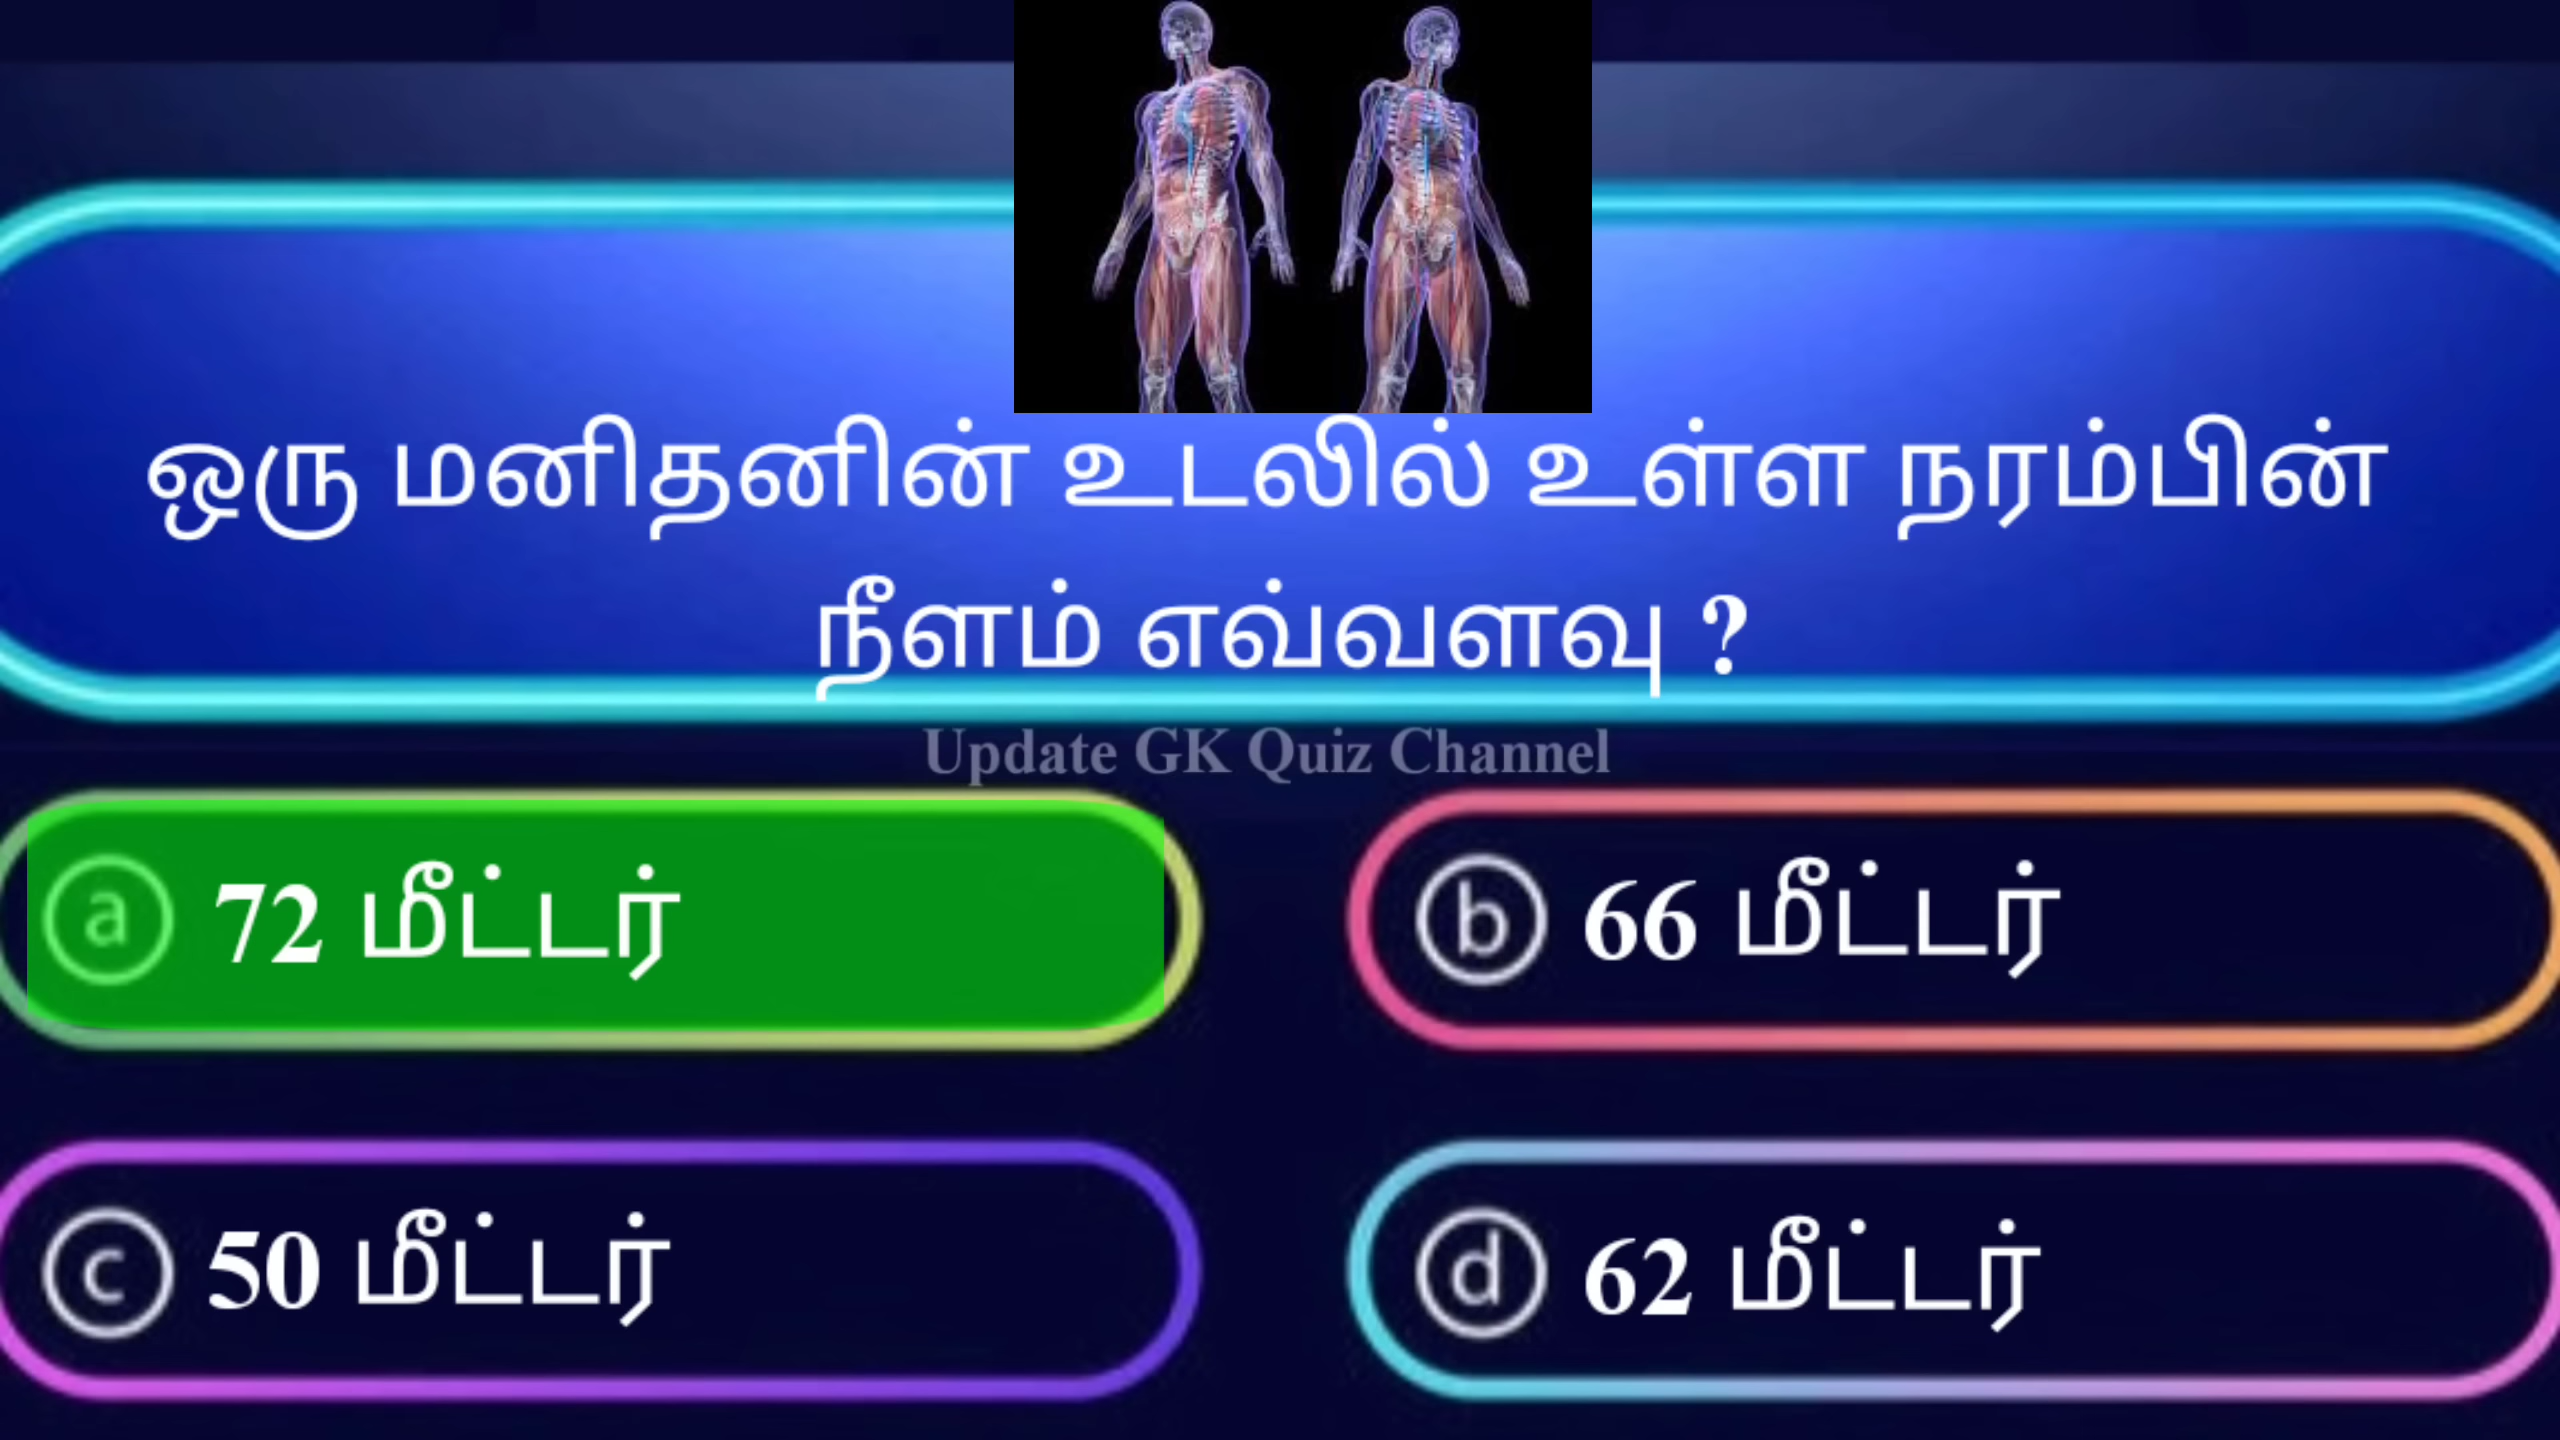 ஒரு மனிதனின் உடலில் உள்ள நரம்பின்
நீளம் எவ்வளவு ?
Update GK Quiz Channel
a 72 மீட்டர்
b 66 மீட்டர்
c 50 மீட்டர்
d 62 மீட்டர்